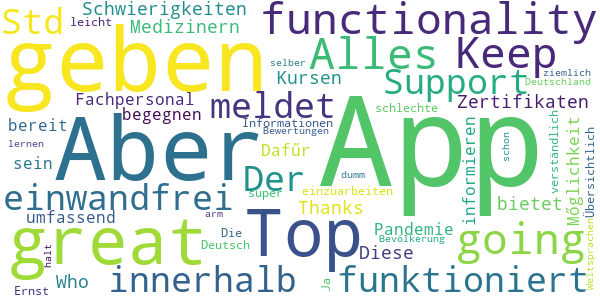 Schwierigkeiten
functionality
Std
leicht
Medizinern
geben
Alles
Keep
selber
Kursen
ziemlich
Deutschland
Support
Fachpersonal
meldet
Zertifikaten
begegnen
schlechte
App
Aber
bereit
Informationen
Bewertungen
lernen
Dafür
verständlich
Möglichkeit
Übersichtlich
schon
informieren
sein
Der
dumm
einwandfrei
super
einzuarbeiten
bietet
Thanks
umfassend
arm
great
Top
Die
Deutsch
Pandemie
Bevölkerung
going
Weltsprachen
Diese
halt
Who
innerhalb
Ja
funktioniert
Ernst